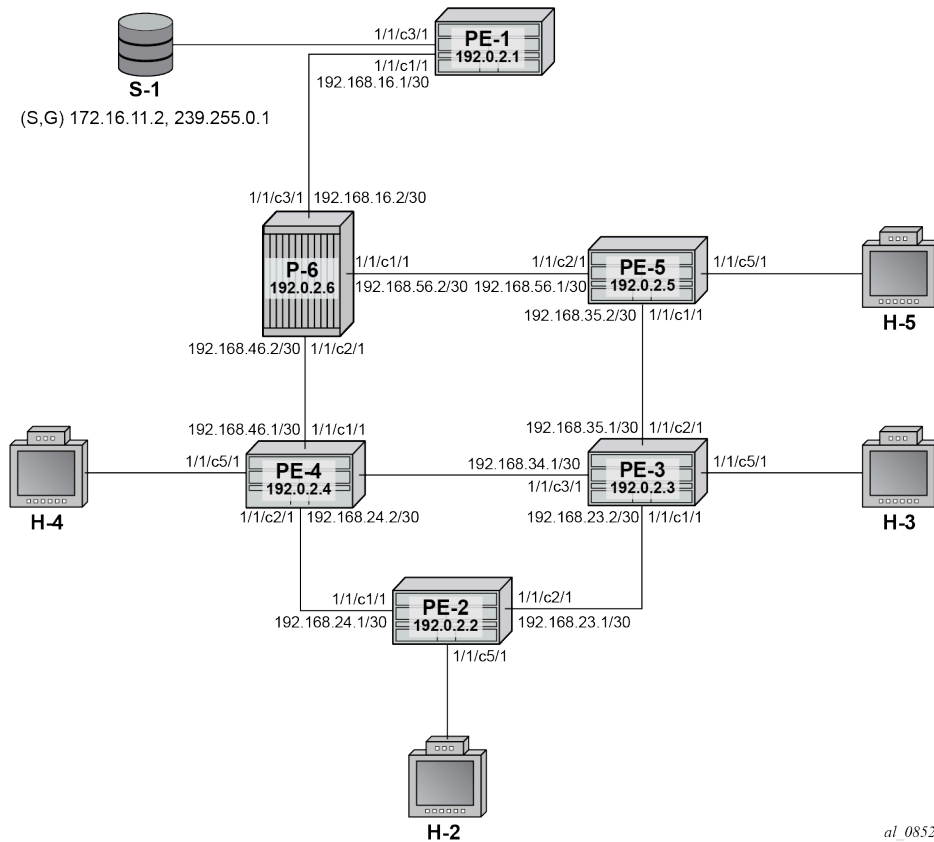 1/1/c3/1
PE-1
192.0.2.1
1/1/c1/1
192.168.16.1/30
S-1
(S,G) 172.16.11.2, 239.255.0.1
1/1/c3/1
192.168.16.2/30
P-6
192.0.2.6
1/1/c1/1
192.168.56.2/30
1/1/c2/1
192.168.56.1/30
PE-5
192.0.2.5
1/1/c5/1
H-5
192.168.35.2/30
1/1/c1/1
192.168.46.2/30
1/1/c2/1
192.168.46.1/30
1/1/c1/1
192.168.35.1/30
1/1/c2/1
1/1/c5/1
H-4
PE-4
192.0.2.4
192.168.34.1/30
1/1/c3/1
PE-3
192.0.2.3
1/1/c5/1
H-3
1/1/c2/1
192.168.24.2/30
192.168.23.2/30
1/1/c1/1
1/1/c1/1
192.168.24.1/30
PE-2
192.0.2.2
1/1/c2/1
192.168.23.1/30
1/1/c5/1
H-2
al_0852